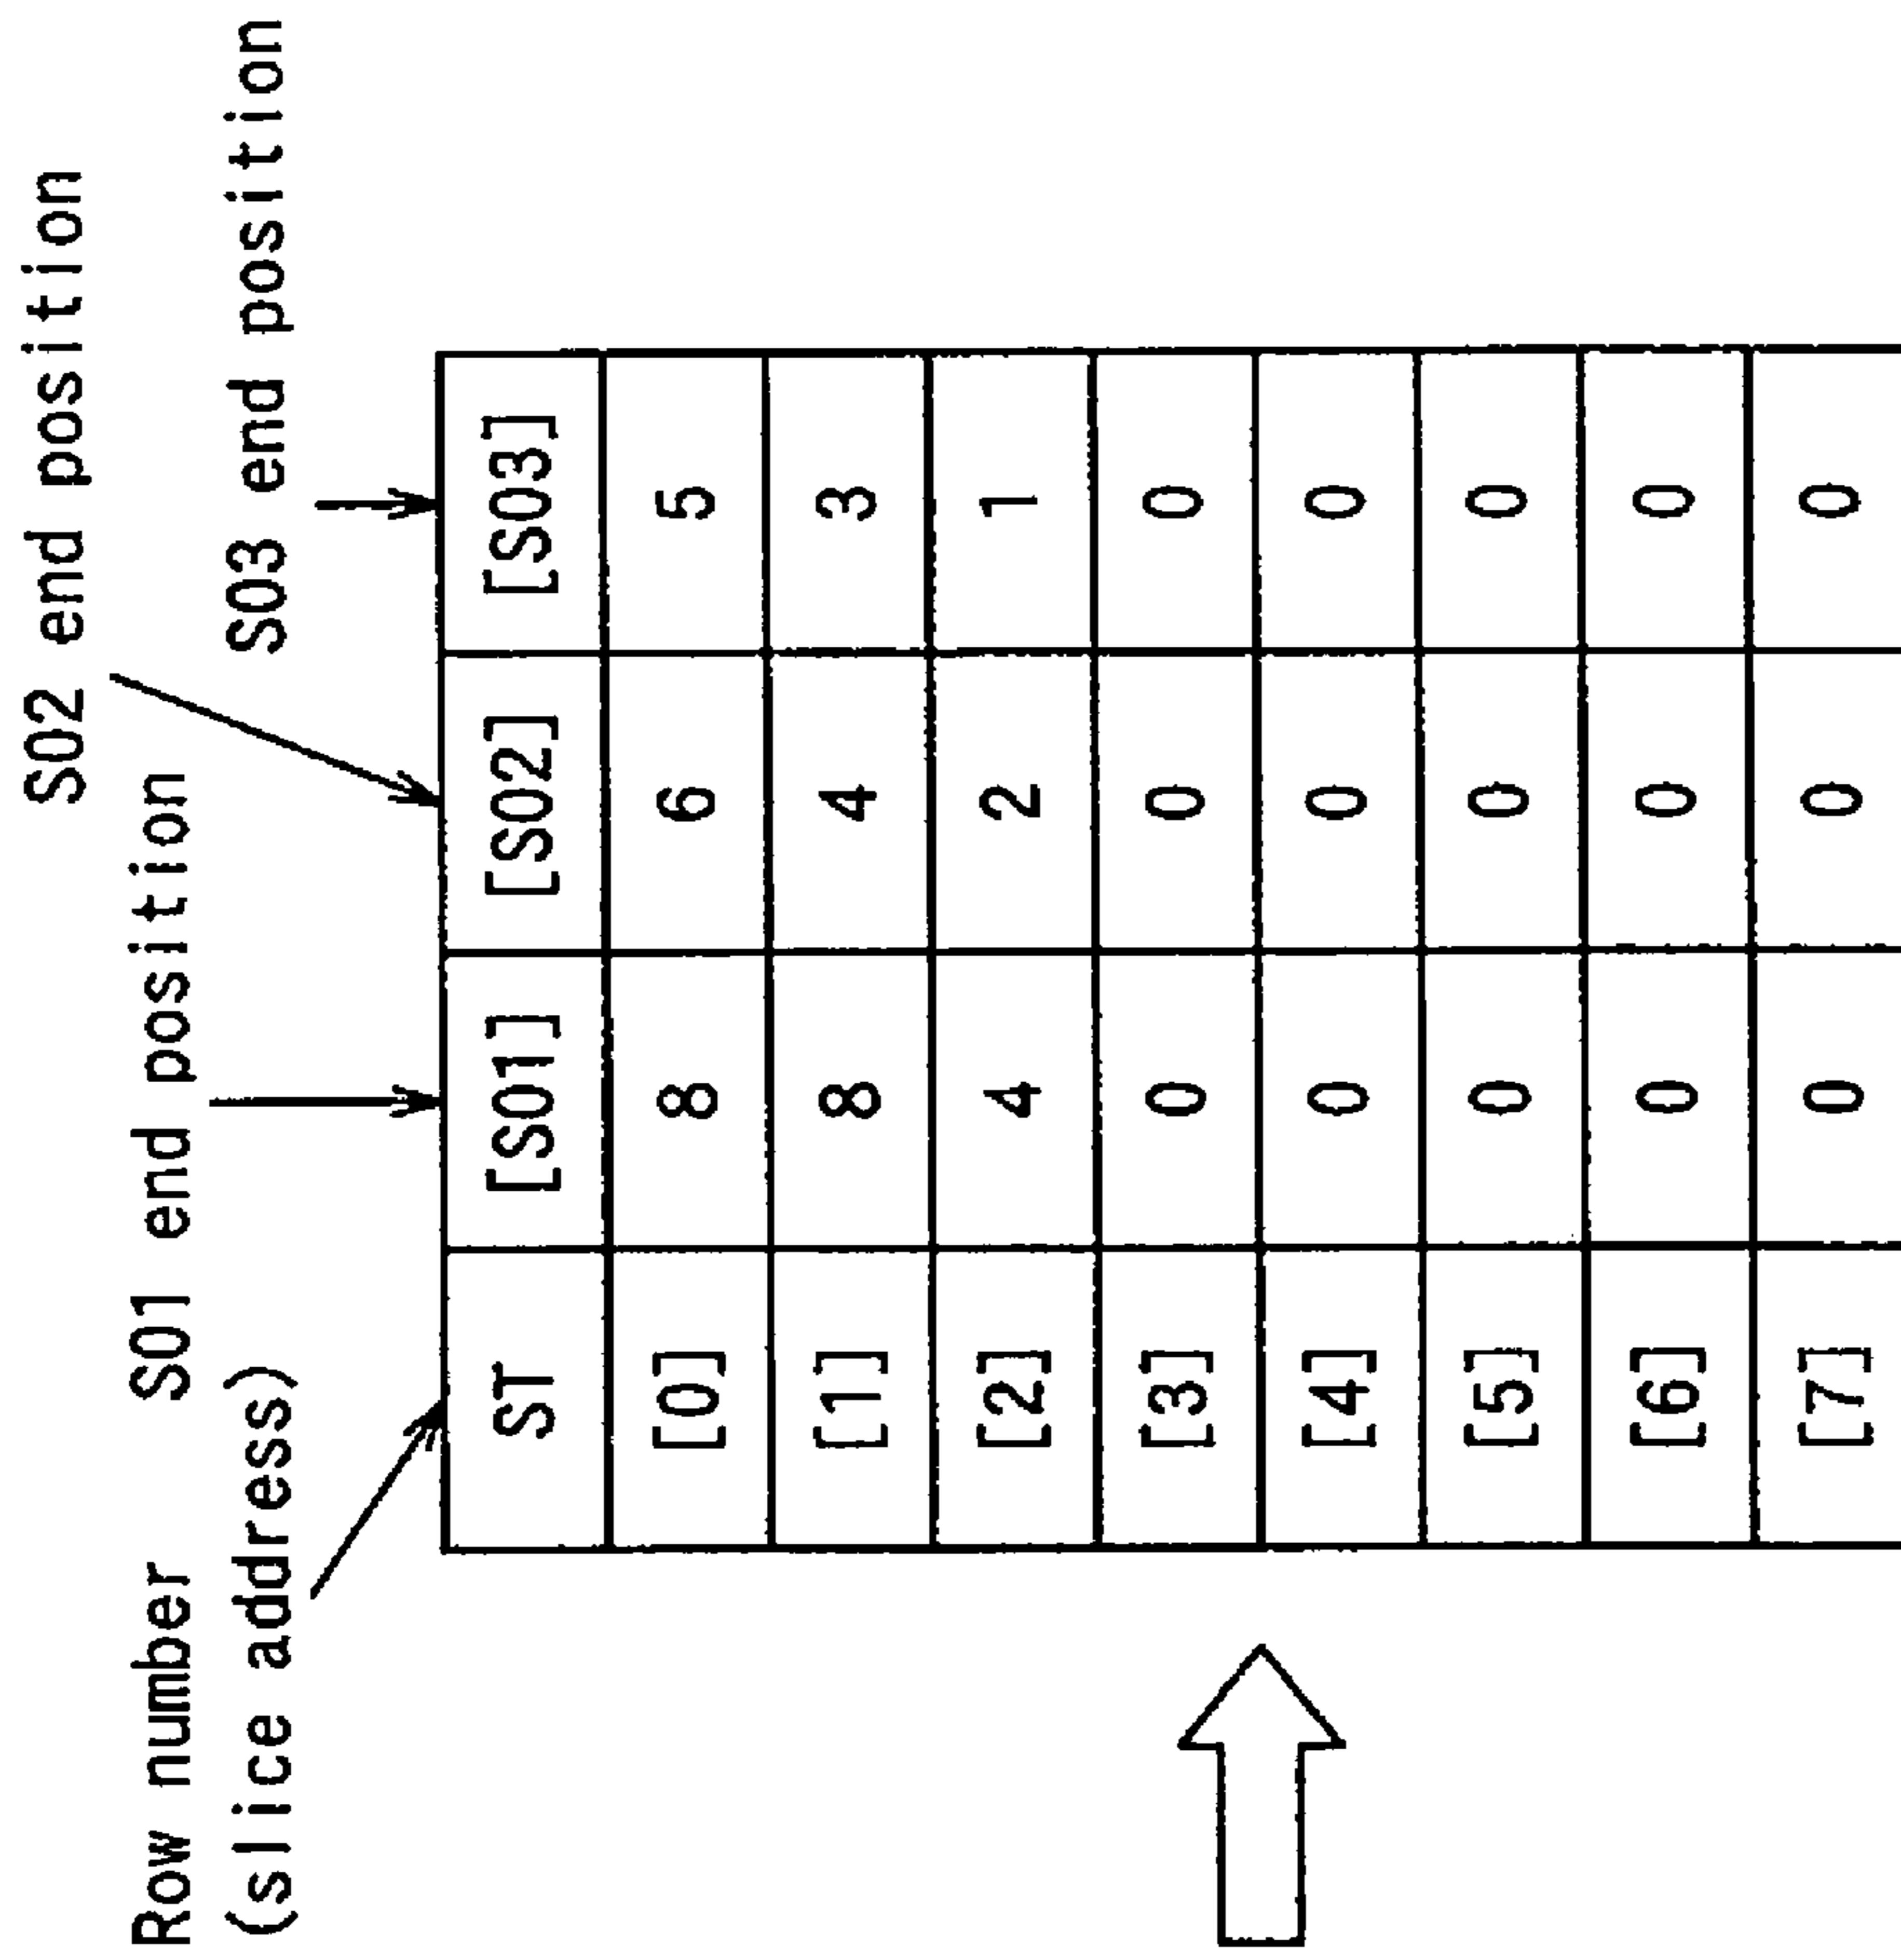 S02 end position
Row number S01 end position
(slice address) S03 end position
ST [S01] [S02] [S03]
[0] 8 6 5
[1] 8 4 3
[2] 4 2 1
[3] 0 0 0
[4] 0 0 0
[5] 0 0 0
[6] 0 0 0
[7] 0 0 0